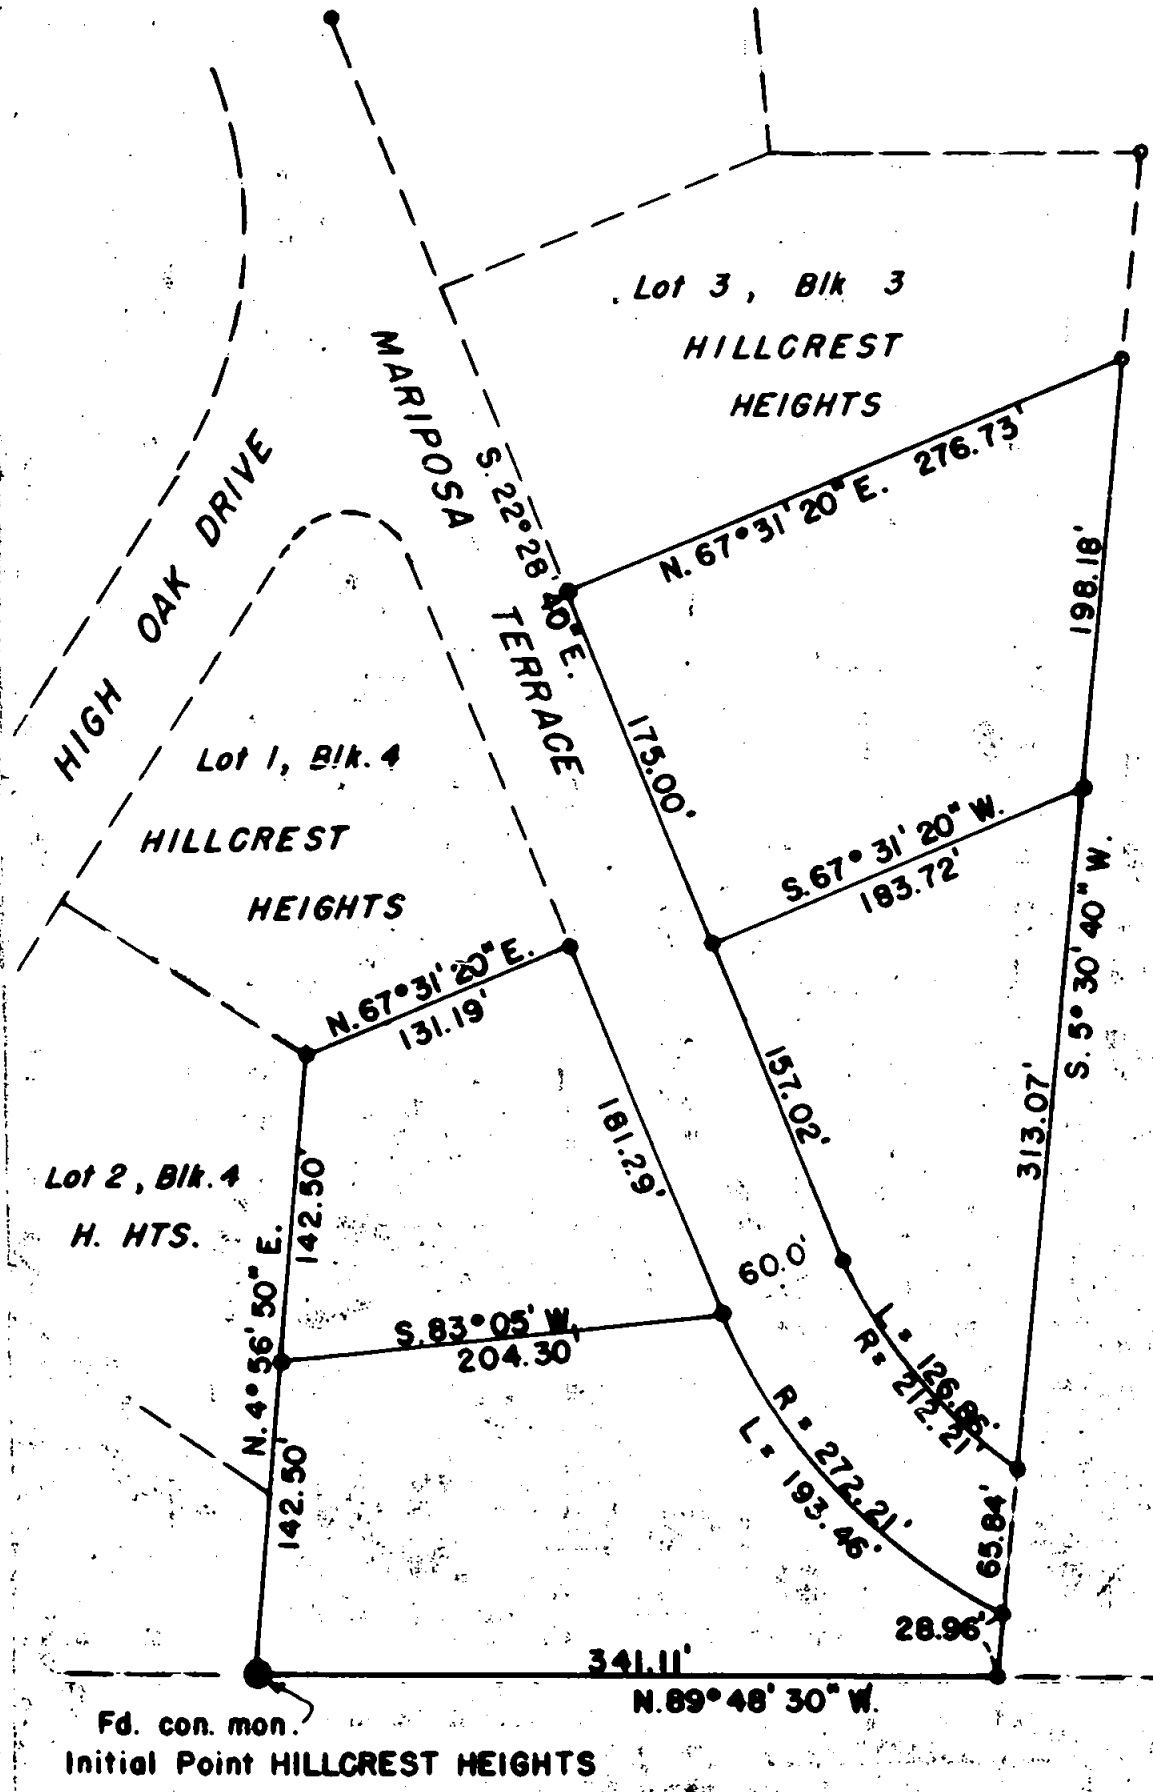 Lot 3, Blk 3
HILLCREST
HEIGHTS
MARIPOSA TERRACE
S. 22° 28' 40" E.
N. 67° 31' 20" E. 276.73'
HIGH OAK DRIVE
198.18'
175.00'
Lot 1, Blk. 4
HILLCREST
HEIGHTS
S. 67° 31' 20" W.
183.72'
S. 5° 30' 40" W.
N. 67° 31' 20" E.
131.19'
157.02'
313.07'
181.29'
Lot 2, Blk. 4
H. HTS.
142.50'
N. 4° 56' 50" E.
60.0'
S. 83° 05' W.
204.30'
L = 126.86'
R = 212.21'
R = 272.21'
L = 193.46'
142.50'
65.84'
28.96'
341.11'
N. 89° 48' 30" W.
Fd. con. mon.
Initial Point HILLCREST HEIGHTS